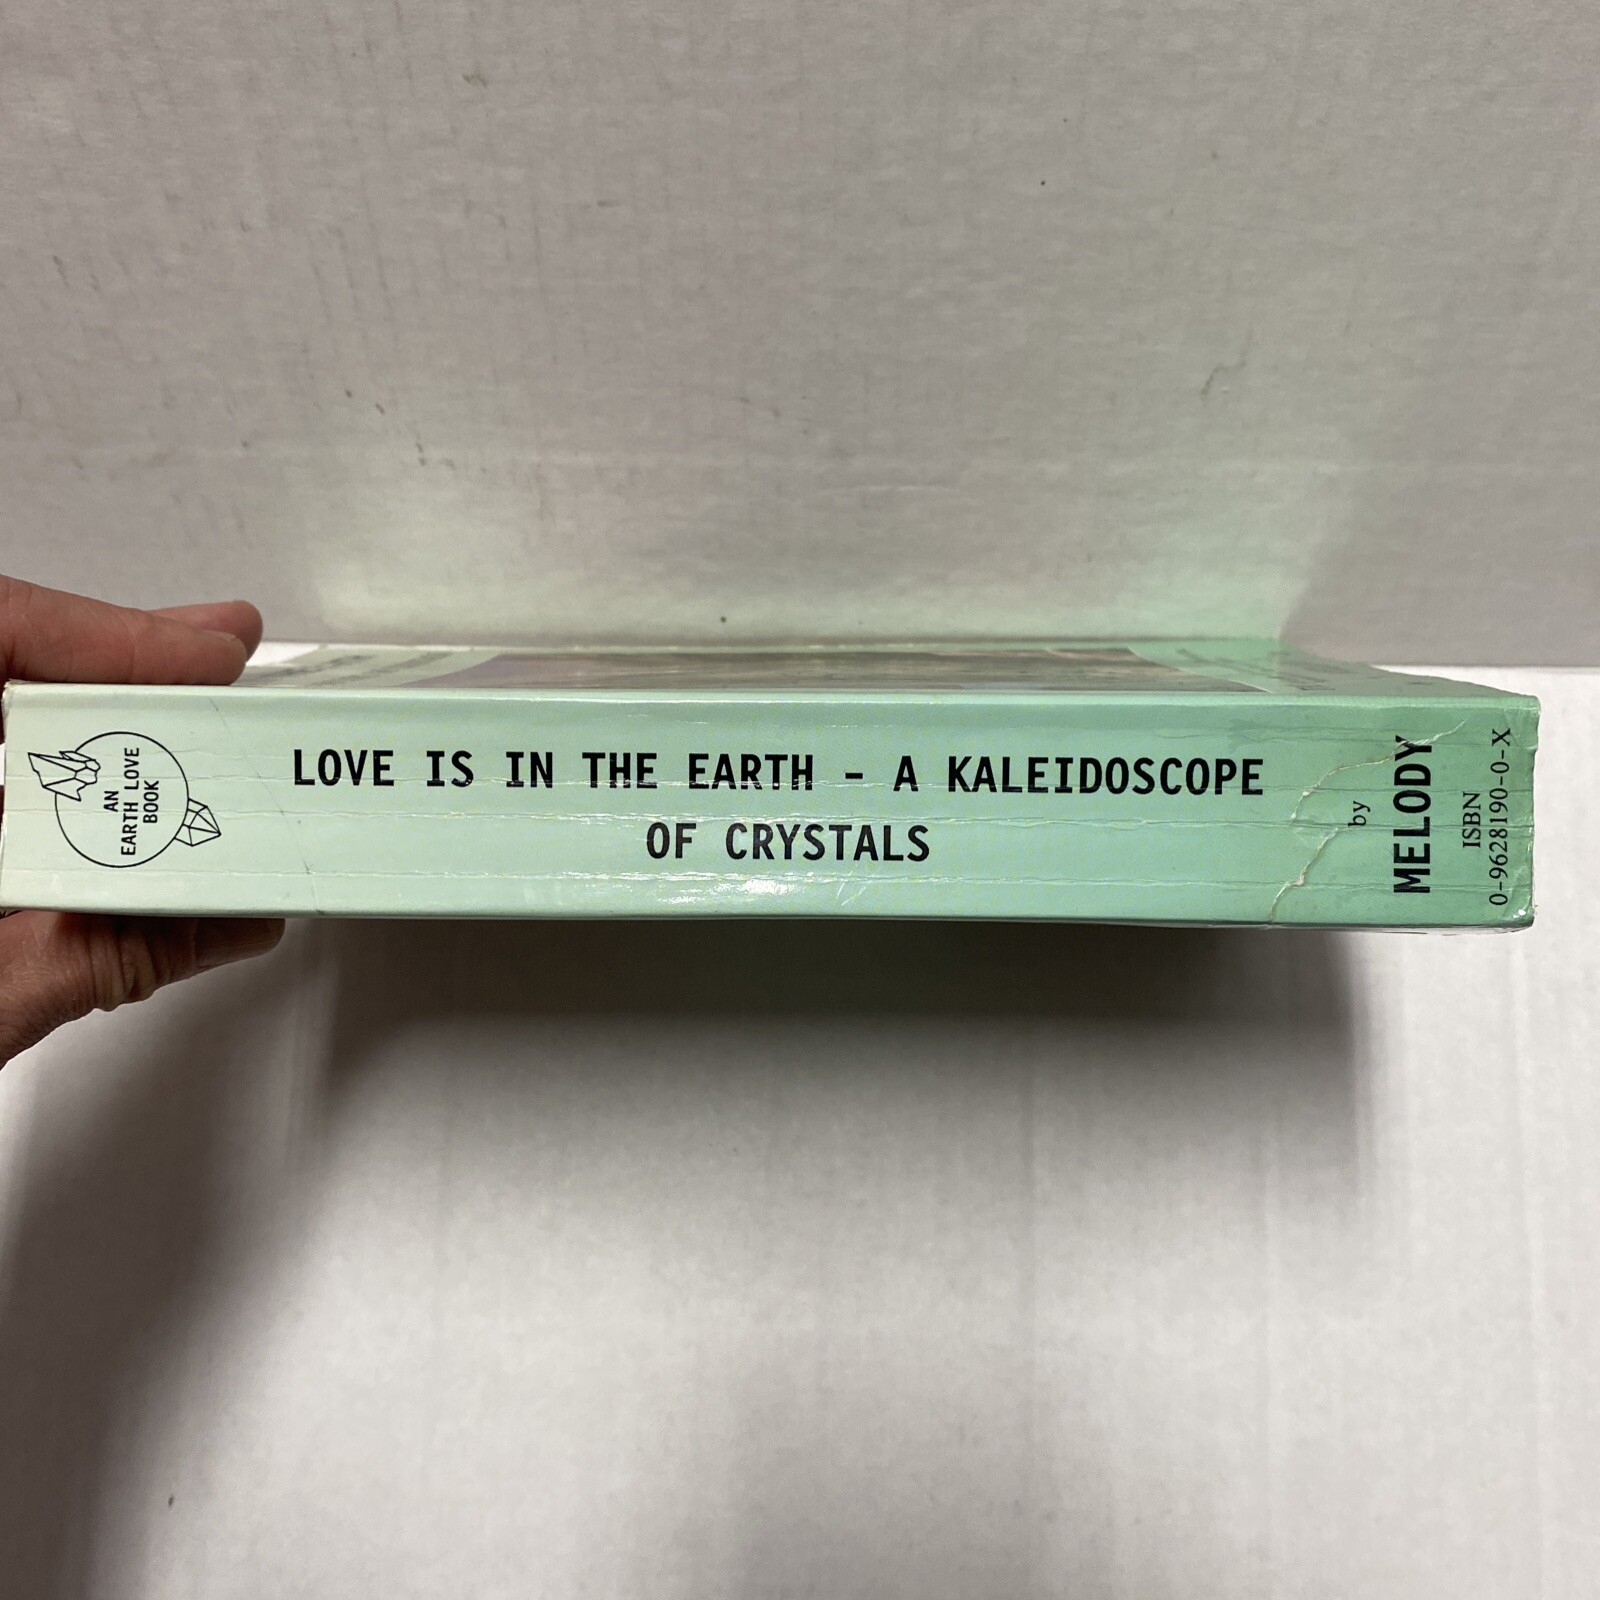 AN
EARTH LOVE
BOOK
LOVE IS IN THE EARTH - A KALEIDOSCOPE
OF CRYSTALS
by
MELODY
ISBN
0-9628190-0-X